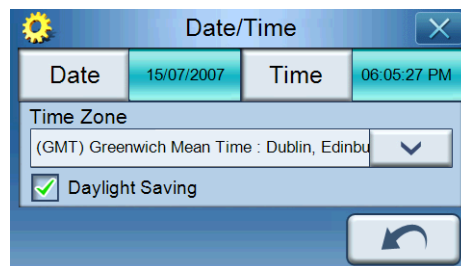 Date/Time
Date 15/07/2007 Time 06:05:27 PM
Time Zone
(GMT) Greenwich Mean Time : Dublin, Edinbu
Daylight Saving